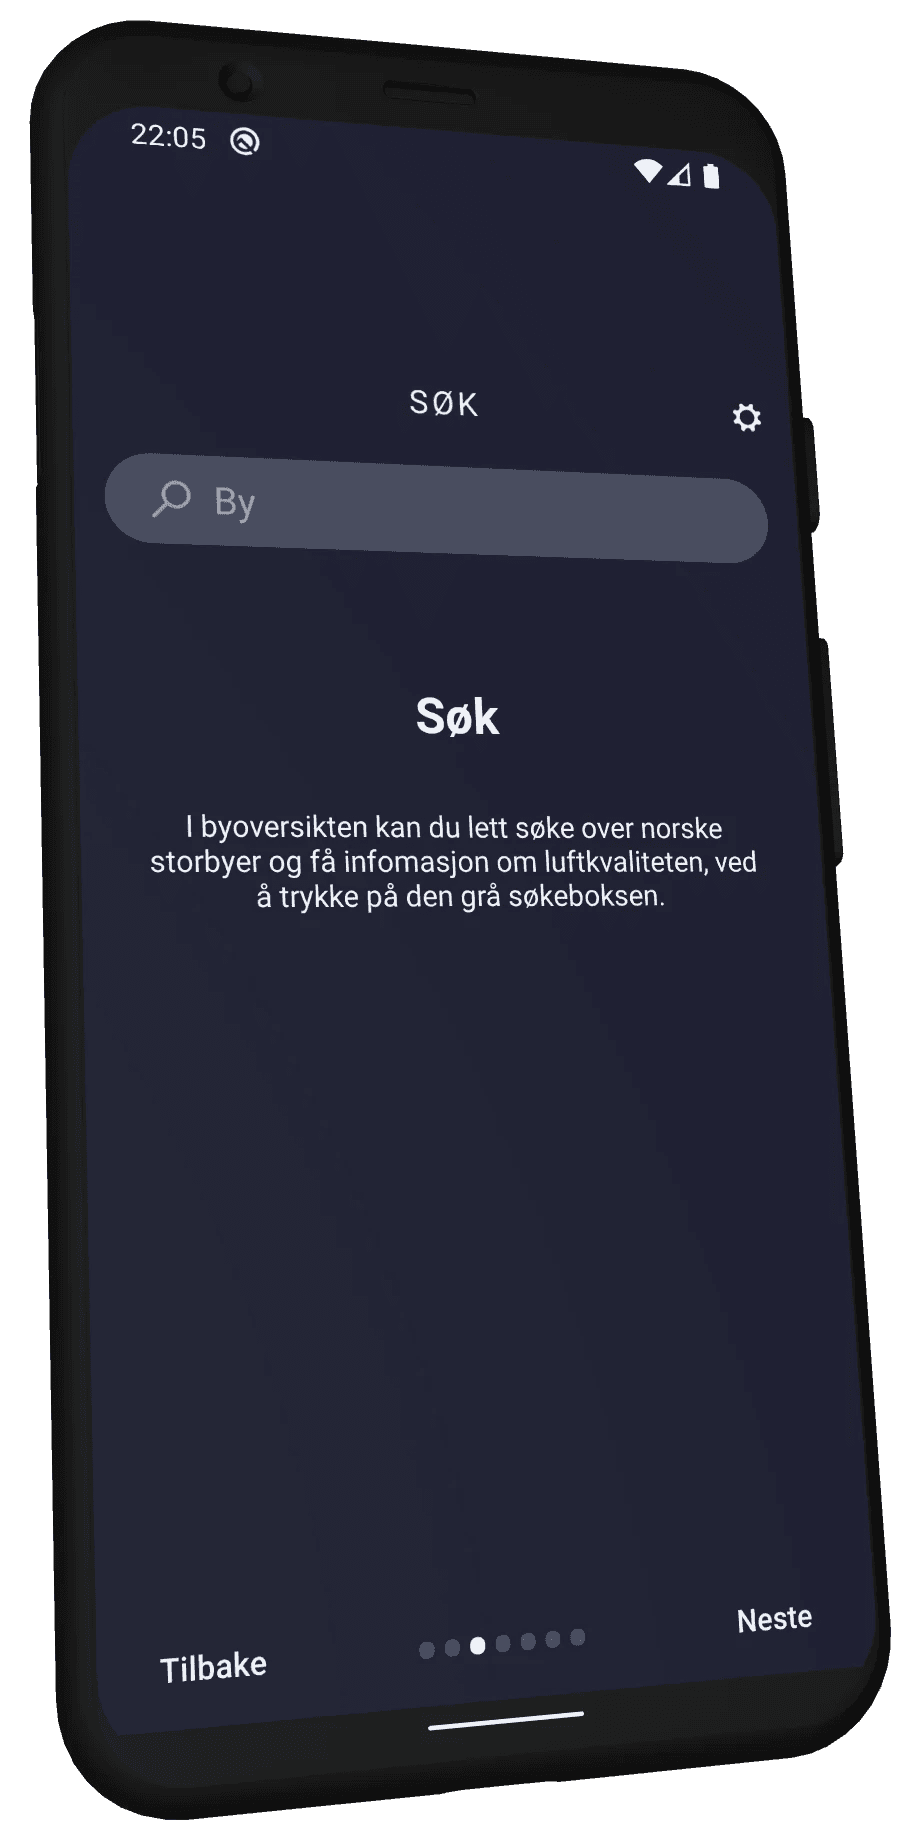 22:05
SØK
By
Søk
I byoversikten kan du lett søke over norske
storbyer og få infomasjon om luftkvaliteten, ved
å trykke på den grå søkeboksen.
Tilbake
Neste